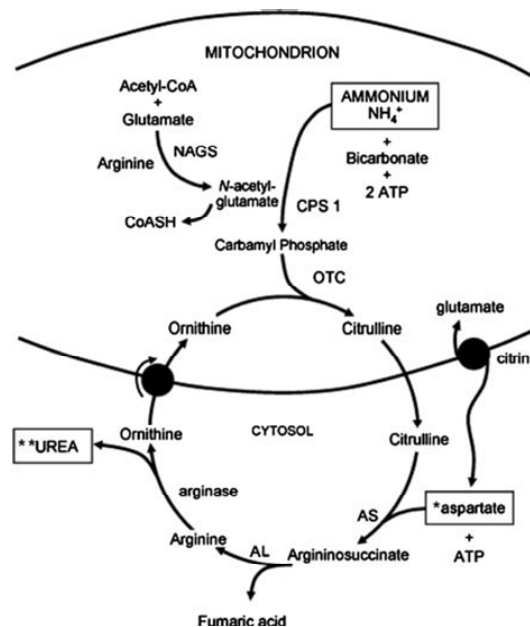 MITOCHONDRION
Acetyl-CoA
+
Glutamate
Arginine
NAGS
N-acetyl-
glutamate
CoASH
AMMONIUM
NH₄⁺
+
Bicarbonate
+
2 ATP
CPS 1
Carbamyl Phosphate
OTC
Ornithine
Citrulline
glutamate
citrin
Ornithine
CYTOSOL
Citrulline
**UREA
arginase
*aspartate
+
ATP
AS
Arginine
AL
Argininosuccinate
Fumaric acid